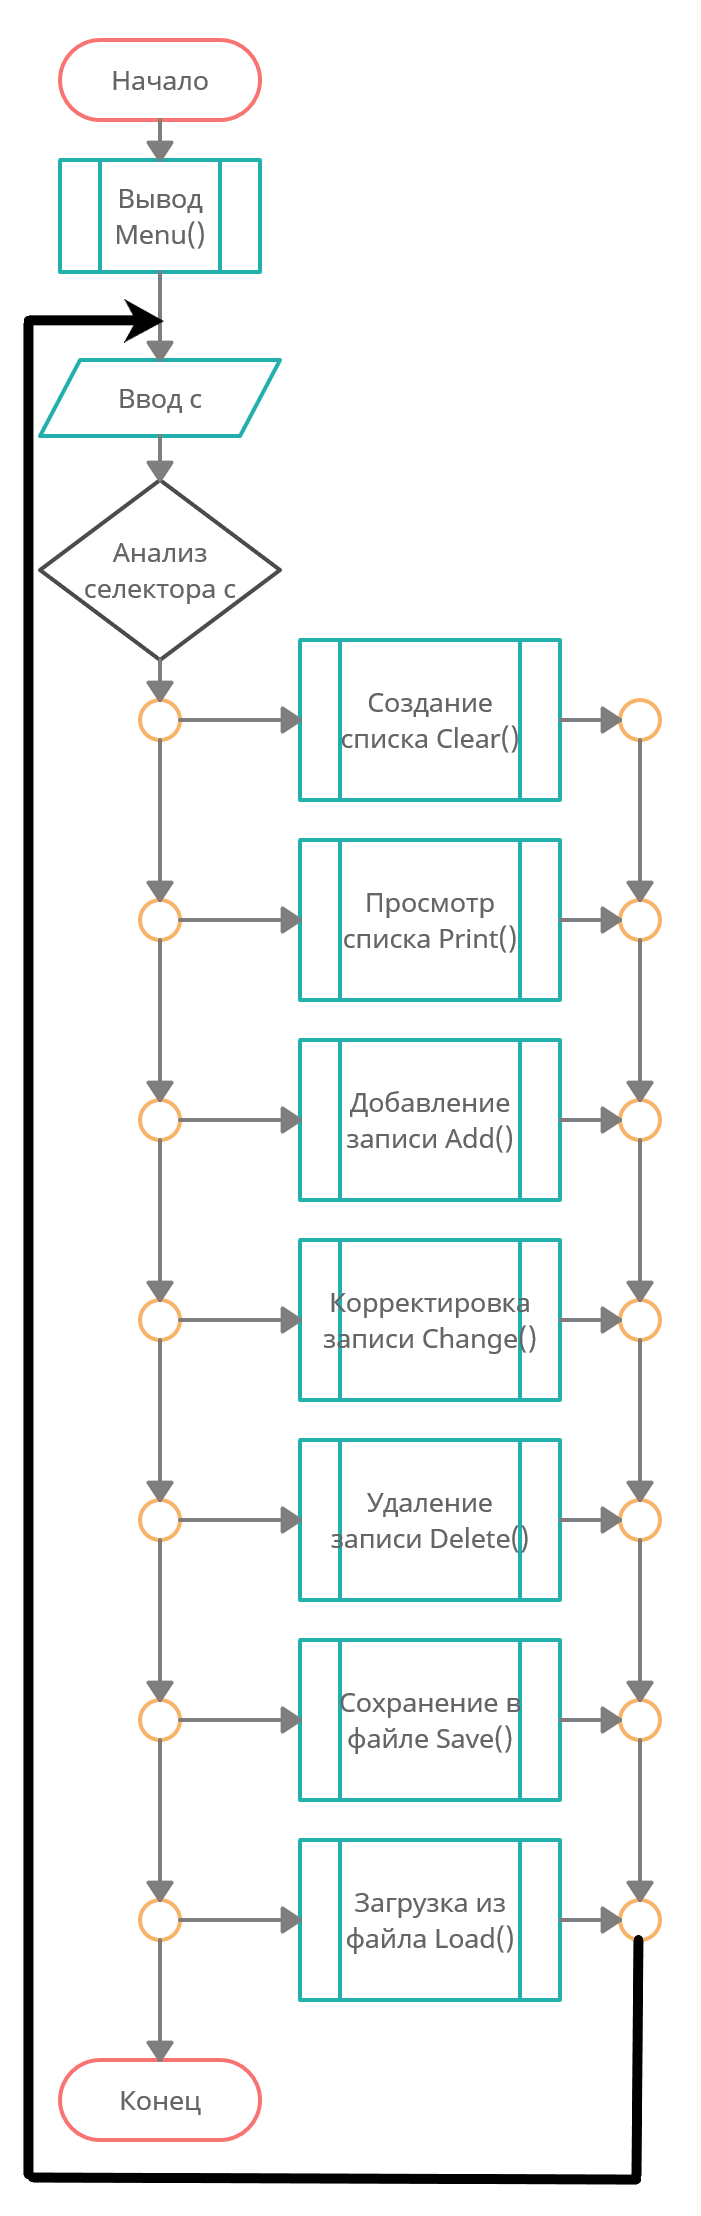 Начало
Вывод
Menu()
Ввод с
Анализ
селектора с
Создание
списка Clear()
Просмотр
списка Print()
Добавление
записи Add()
Корректировка
записи Change()
Удаление
записи Delete()
Сохранение в
файле Save()
Загрузка из
файла Load()
Конец